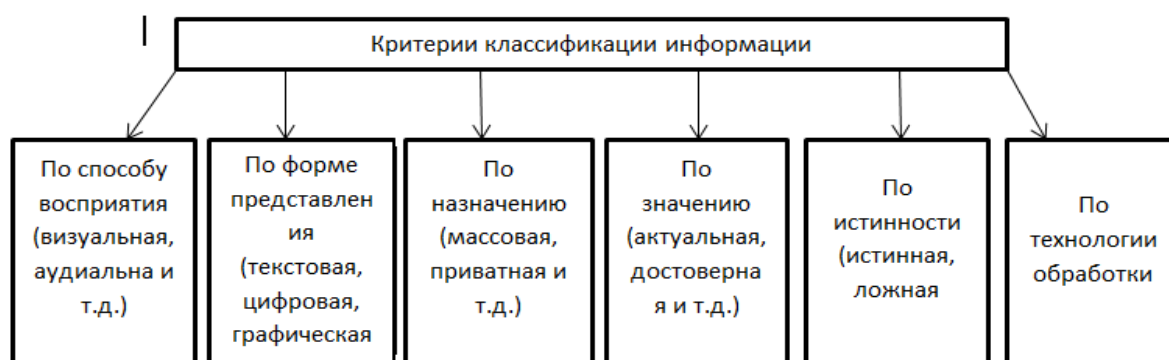 Критерии классификации информации
По способу
восприятия
(визуальная,
аудиальна и
т.д.)
По форме
представлен
ия
(текстовая,
цифровая,
графическая
По
назначению
(массовая,
приватная и
т.д.)
По
значению
(актуальная,
достоверна
я и т.д.)
По
истинности
(истинная,
ложная
По
технологии
обработки